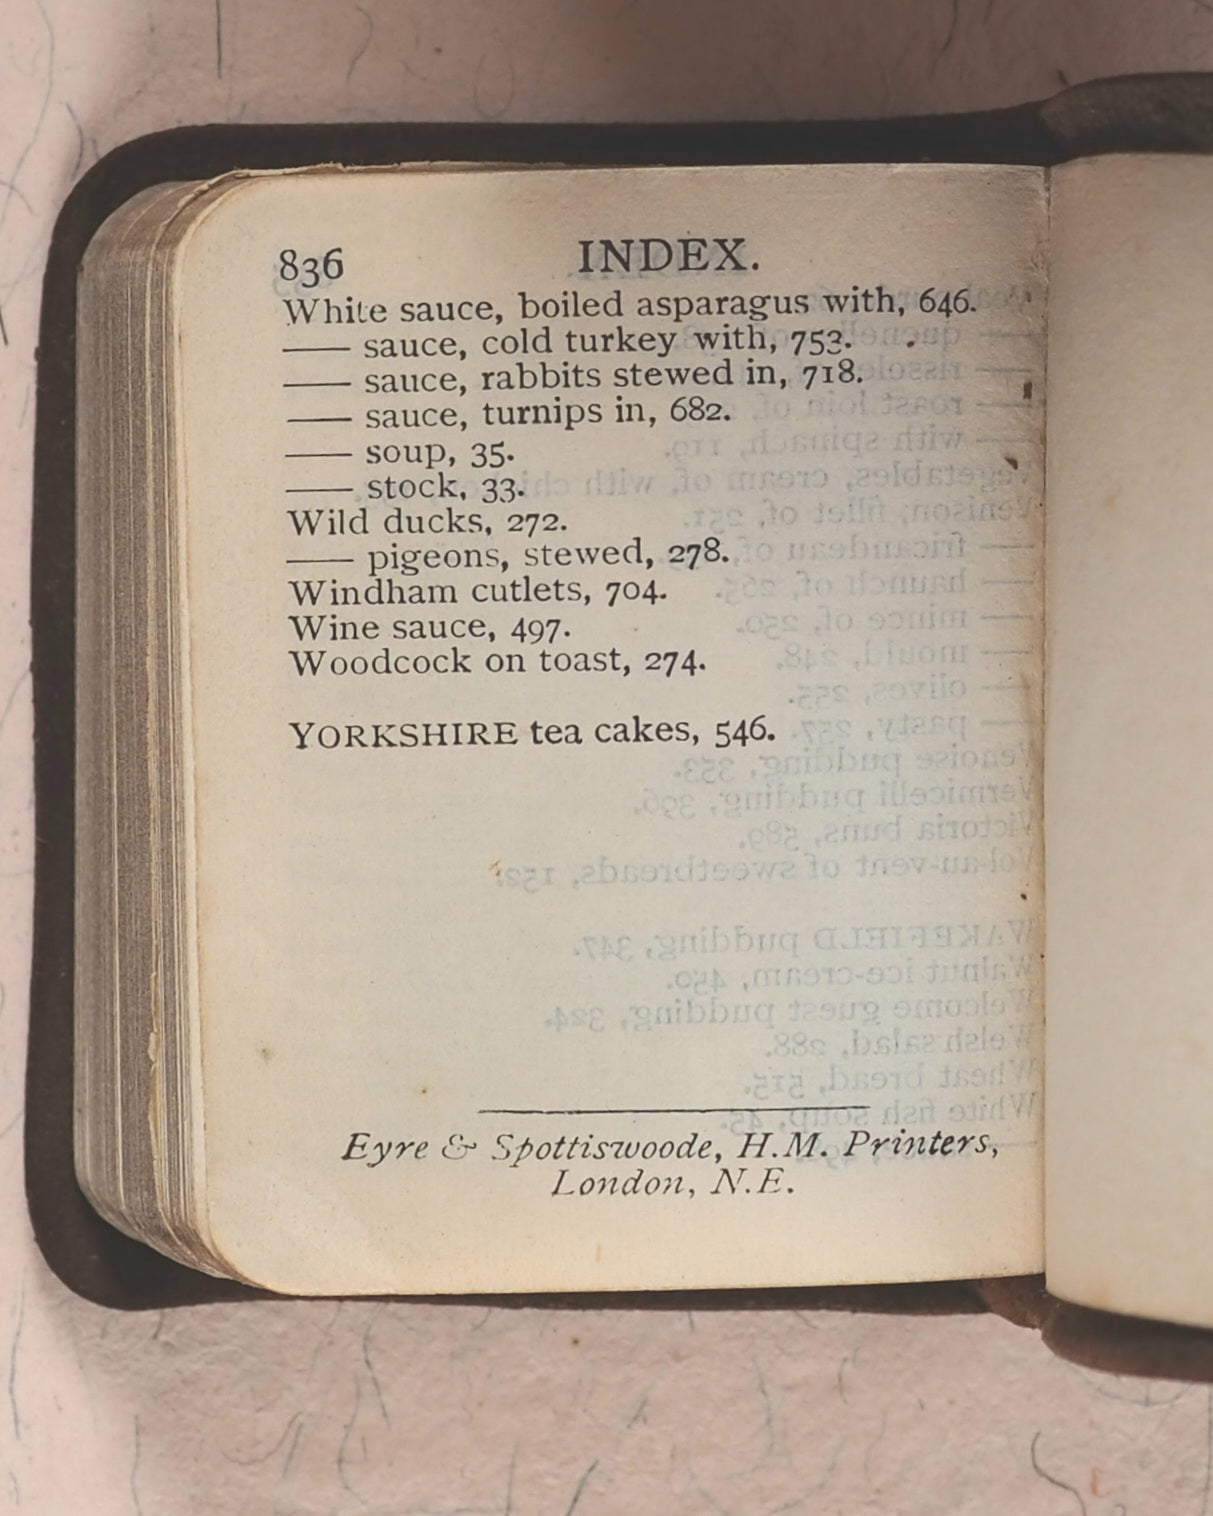 836 INDEX.
White sauce, boiled asparagus with, 646.
—— sauce, cold turkey with, 753.
—— sauce, rabbits stewed in, 718.
—— sauce, turnips in, 682.
—— soup, 35.
—— stock, 33.
Wild ducks, 272.
—— pigeons, stewed, 278.
Windham cutlets, 704.
Wine sauce, 497.
Woodcock on toast, 274.
YORKSHIRE tea cakes, 546.
Eyre & Spottiswoode, H.M. Printers,
London, N.E.